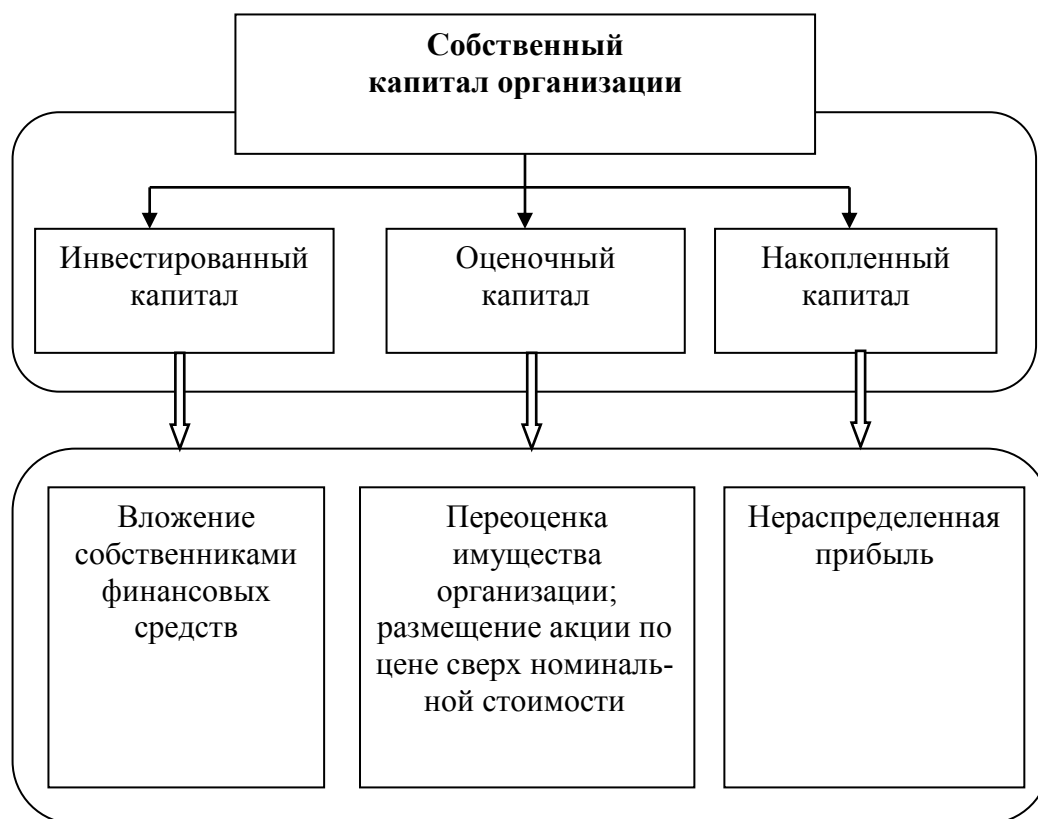 Собственный
капитал организации
Инвестированный
капитал
Оценочный
капитал
Накопленный
капитал
Вложение
собственниками
финансовых
средств
Переоценка
имущества
организации;
размещение акции по
цене сверх номиналь-
ной стоимости
Нераспределенная
прибыль